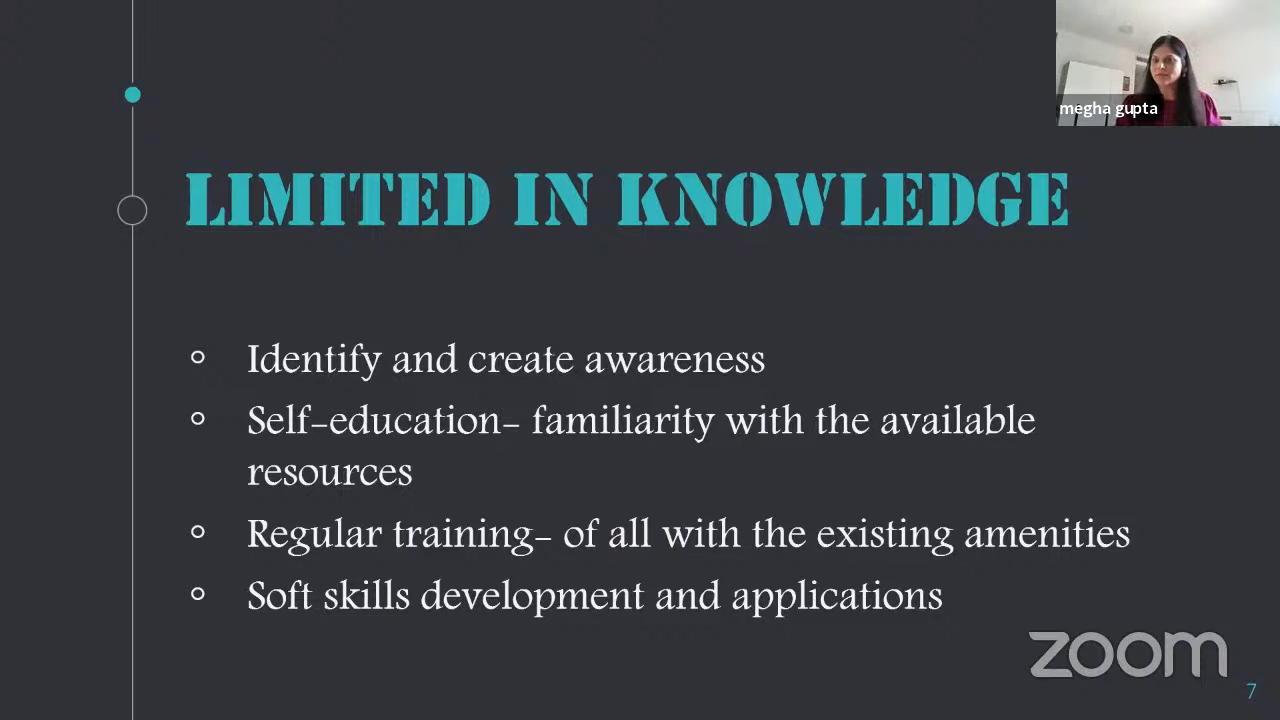 megha gupta
LIMITED IN KNOWLEDGE
Identify and create awareness
Self-education- familiarity with the available
resources
Regular training- of all with the existing amenities
Soft skills development and applications
zoom
7